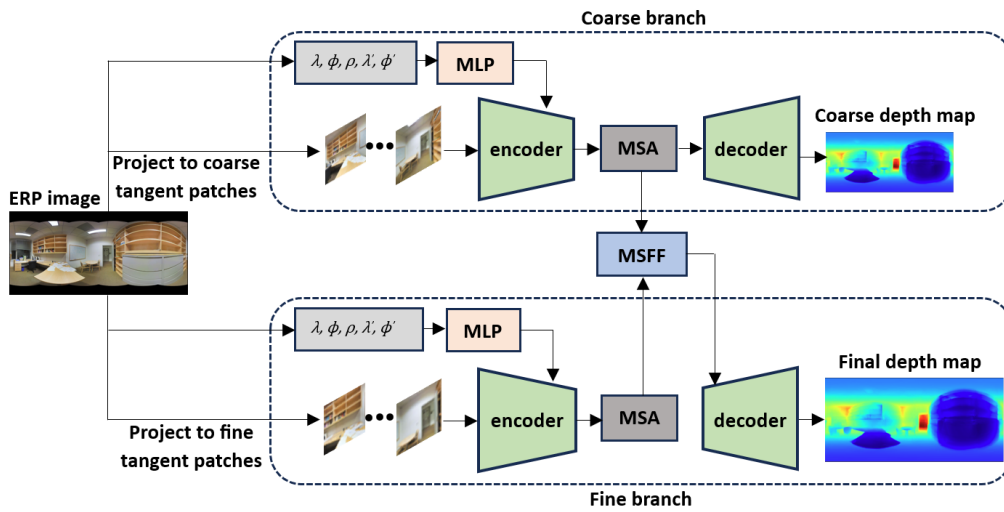 Coarse branch
λ, ϕ, ρ, λ', ϕ'
MLP
Coarse depth map
encoder
MSA
decoder
Project to coarse
tangent patches
ERP image
MSFF
λ, ϕ, ρ, λ', ϕ'
MLP
Final depth map
encoder
MSA
decoder
Project to fine
tangent patches
Fine branch